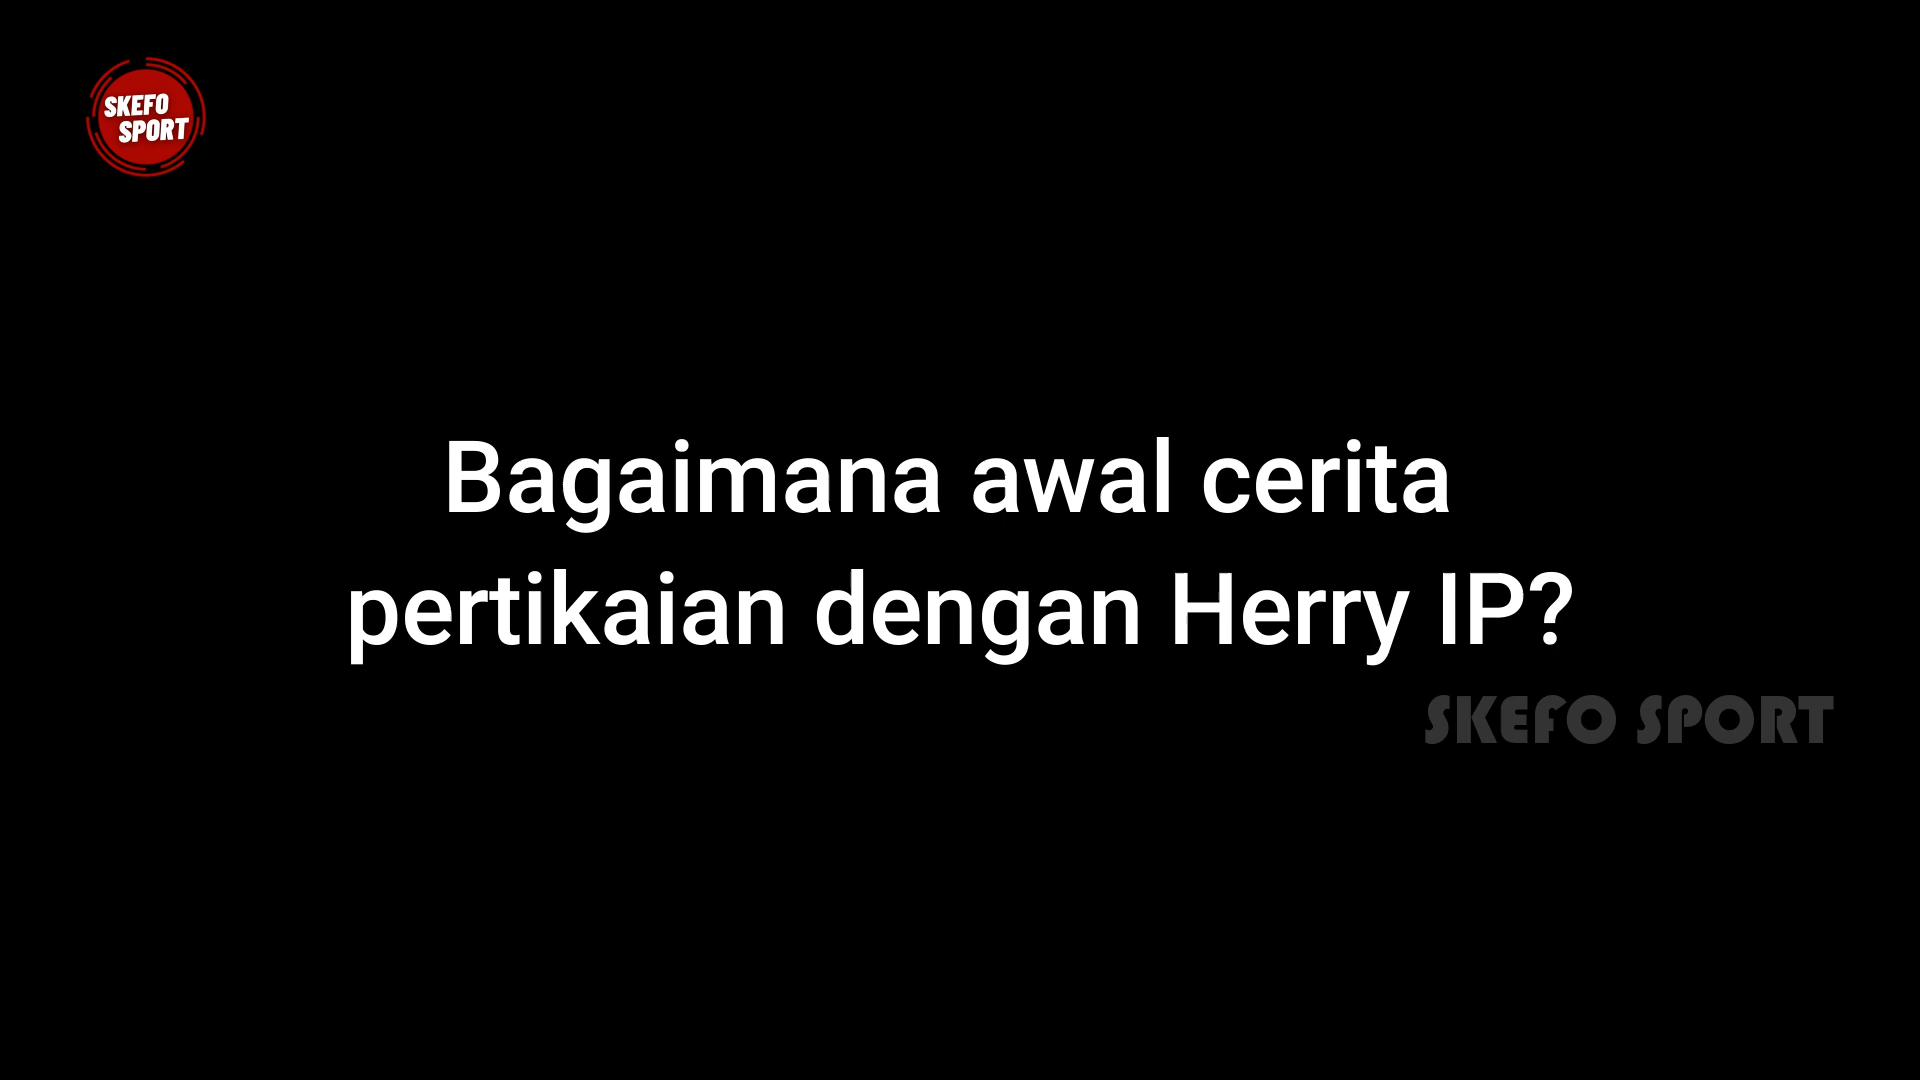 SKEFO
SPORT
Bagaimana awal cerita
pertikaian dengan Herry IP?
SKEFO SPORT